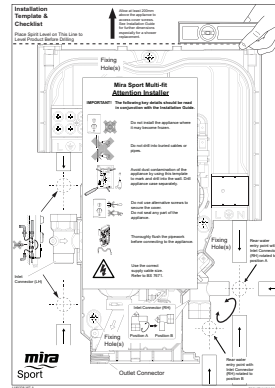 Installation
Template &
Checklist
Place Spirit Level on This Line to
Level Product Before Drilling
Allow at least 200mm
above the appliance to
access cover screws.
See Installation Guide
for further dimensions
especially for a shower
replacement.
Fixing
Hole(s)
Mira Sport Multi-fit
Attention Installer
IMPORTANT! The following key details should be read
in conjunction with the Installation Guide.
Do not install the appliance where
it may become frozen.
Do not drill into buried cables or
pipes.
Avoid dust contamination of the
appliance by using this template
to mark and drill into the wall. Drill
appliance case separately.
Do not use alternative screws to
secure the cover.
Do not seal any part of the
appliance.
Thoroughly flush the pipework
before connecting to the appliance.
Use the correct
supply cable size.
Refer to BS 7671.
Inlet
Connector (LH)
Fixing
Hole(s)
Rear water
entry point with
Inlet Connector
(RH) rotated to
position A
Inlet Connector (RH)
Position A
Position B
Fixing
Hole(s)
Rear water
entry point with
Inlet Connector
(RH) rotated to
position B
Outlet Connector
mira
Sport